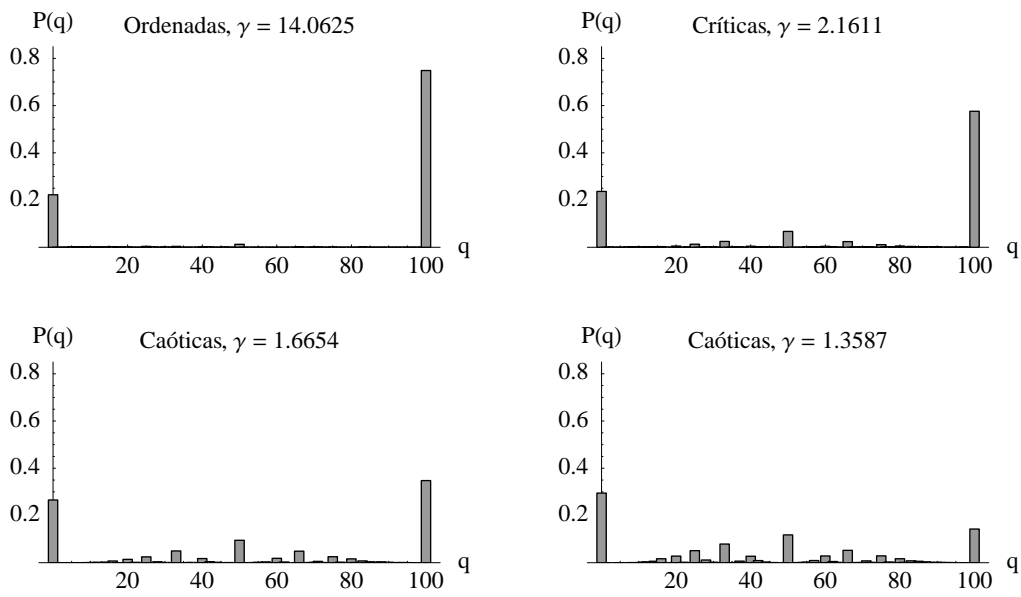 P(q) Ordenadas, γ = 14.0625
0.8
0.6
0.4
0.2
20 40 60 80 100 q
P(q) Críticas, γ = 2.1611
0.8
0.6
0.4
0.2
20 40 60 80 100 q
P(q) Caóticas, γ = 1.6654
0.8
0.6
0.4
0.2
20 40 60 80 100 q
P(q) Caóticas, γ = 1.3587
0.8
0.6
0.4
0.2
20 40 60 80 100 q